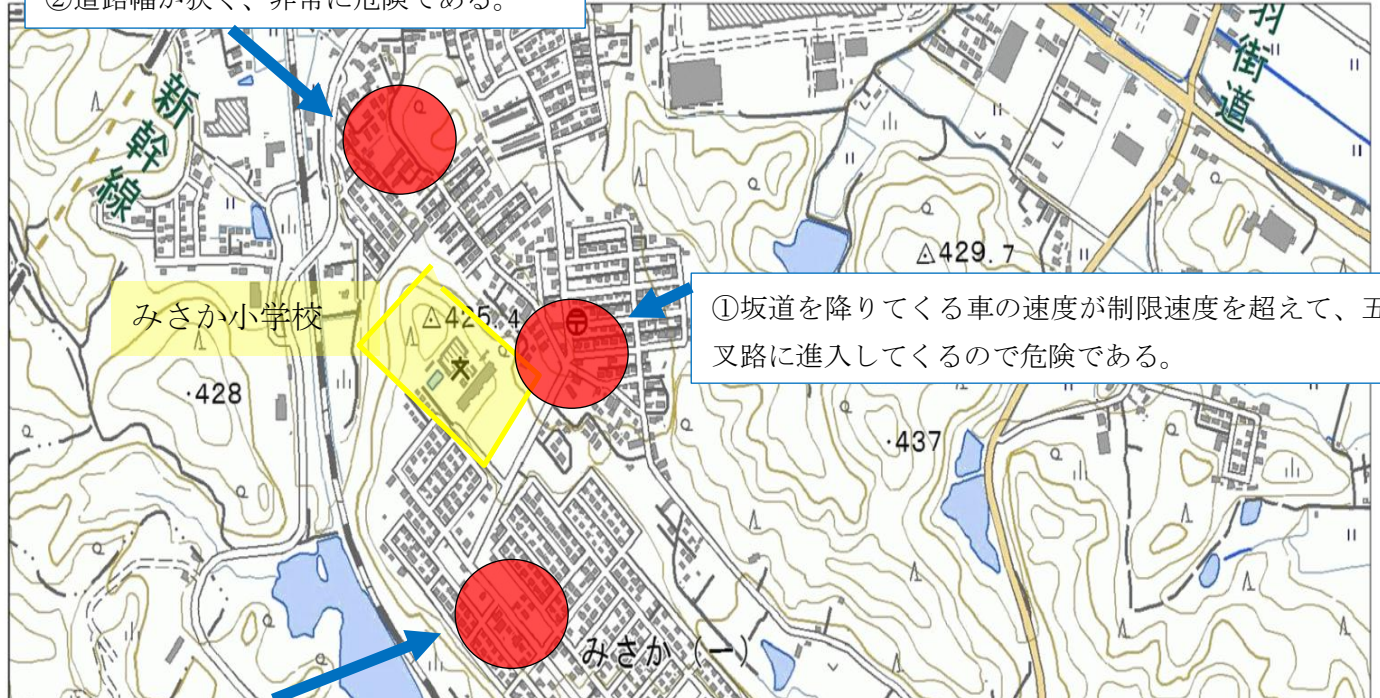 ②道路幅が狭く、非常に危険である。
新幹線
羽街道
△429.7
みさか小学校
△425.4
①坂道を降りてくる車の速度が制限速度を超えて、五
叉路に進入してくるので危険である。
・428
・437
みさか(一)